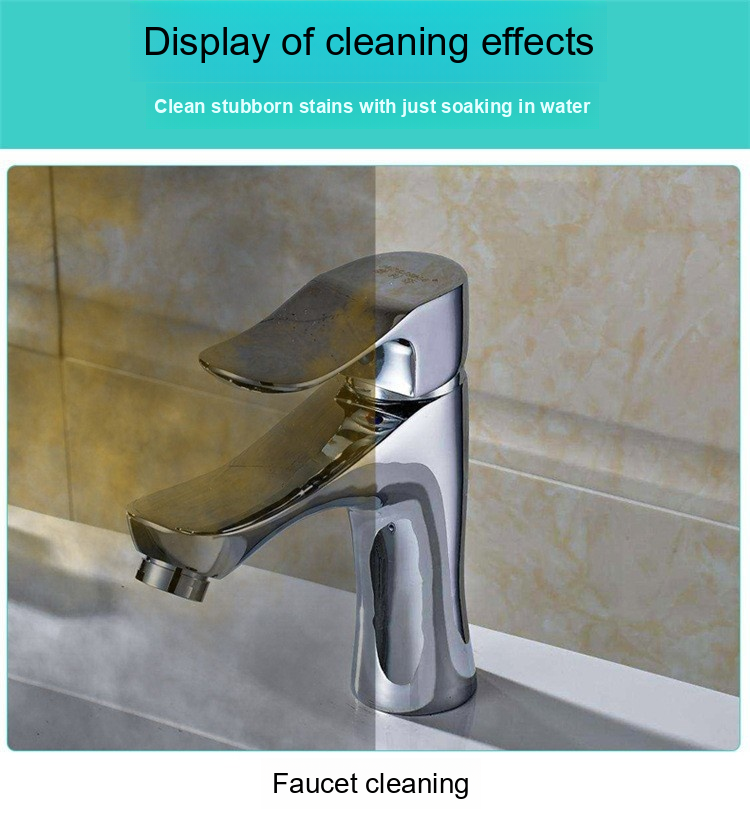 Display of cleaning effects
Clean stubborn stains with just soaking in water
Faucet cleaning